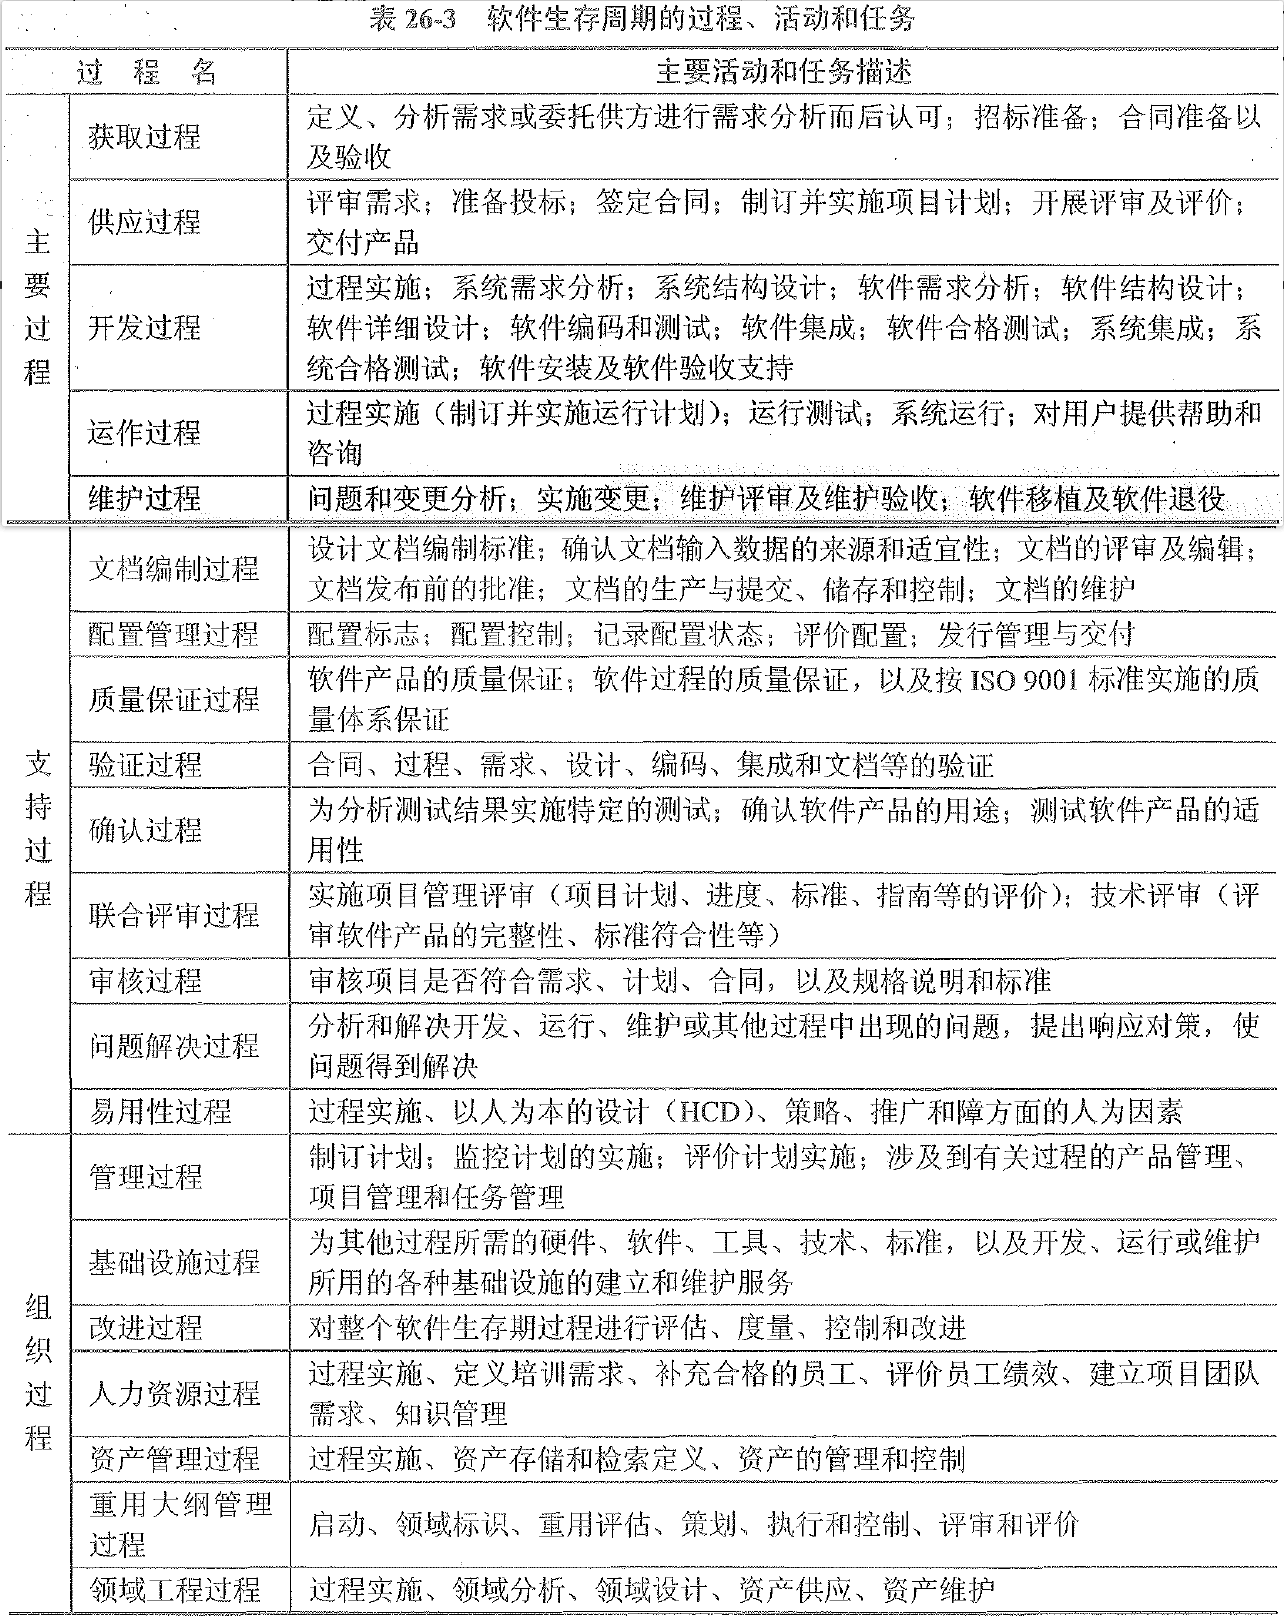 表 26-3 软件生存周期的过程、活动和任务
过 程 名 主要活动和任务描述
主要过程
获取过程 定义、分析需求或委托供方进行需求分析而后认可；招标准备；合同准备以
及验收
供应过程 评审需求；准备投标；签定合同；制订并实施项目计划；开展评审及评价；
交付产品
开发过程 过程实施；系统需求分析；系统结构设计；软件需求分析；软件结构设计；
软件详细设计；软件编码和测试；软件集成；软件合格测试；系统集成；系
统合格测试；软件安装及软件验收支持
运作过程 过程实施（制订并实施运行计划）；运行测试；系统运行；对用户提供帮助和
咨询
维护过程 问题和变更分析；实施变更；维护评审及维护验收；软件移植及软件退役
支持过程
文档编制过程 设计文档编制标准；确认文档输入数据的来源和适宜性；文档的评审及编辑；
文档发布前的批准；文档的生产与提交、储存和控制；文档的维护
配置管理过程 配置标志；配置控制；记录配置状态；评价配置；发行管理与交付
质量保证过程 软件产品的质量保证；软件过程的质量保证，以及按 ISO 9001 标准实施的质
量体系保证
验证过程 合同、过程、需求、设计、编码、集成和文档等的验证
确认过程 为分析测试结果实施特定的测试；确认软件产品的用途；测试软件产品的适
用性
联合评审过程 实施项目管理评审（项目计划、进度、标准、指南等的评价）；技术评审（评
审软件产品的完整性、标准符合性等）
审核过程 审核项目是否符合需求、计划、合同，以及规格说明和标准
问题解决过程 分析和解决开发、运行、维护或其他过程中出现的问题，提出响应对策，使
问题得到解决
易用性过程 过程实施、以人为本的设计（HCD）、策略、推广和障方面的人为因素
组织过程
管理过程 制订计划；监控计划的实施；评价计划实施；涉及到有关过程的产品管理、
项目管理和任务管理
基础设施过程 为其他过程所需的硬件、软件、工具、技术、标准，以及开发、运行或维护
所用的各种基础设施的建立和维护服务
改进过程 对整个软件生存期过程进行评估、度量、控制和改进
人力资源过程 过程实施、定义培训需求、补充合格的员工、评价员工绩效、建立项目团队
需求、知识管理
资产管理过程 过程实施、资产存储和检索定义、资产的管理和控制
重用大纲管理
过程 启动、领域标识、重用评估、策划、执行和控制、评审和评价
领域工程过程 过程实施、领域分析、领域设计、资产供应、资产维护